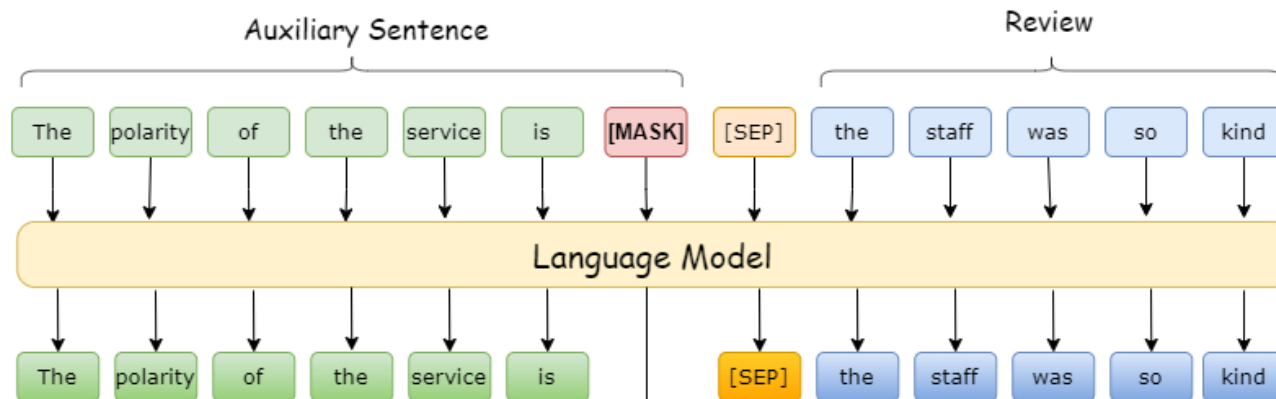 Auxiliary Sentence Review
The polarity of the service is [MASK] [SEP] the staff was so kind
Language Model
The polarity of the service is [SEP] the staff was so kind